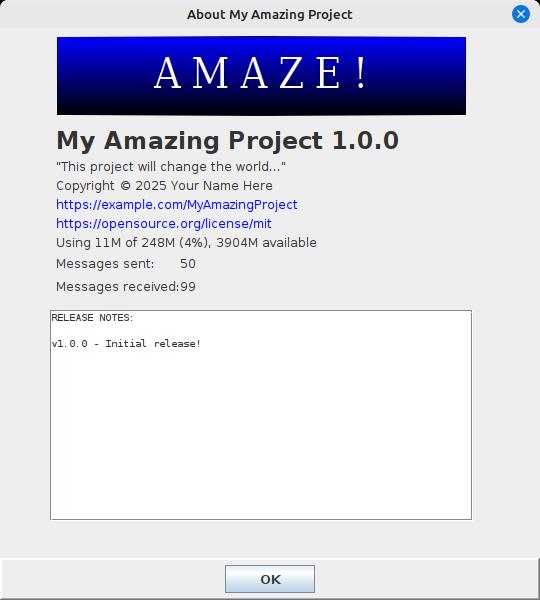 About My Amazing Project
AMAZE!
My Amazing Project 1.0.0
"This project will change the world..."
Copyright © 2025 Your Name Here
https://example.com/MyAmazingProject
https://opensource.org/license/mit
Using 11M of 248M (4%), 3904M available
Messages sent: 50
Messages received: 99
RELEASE NOTES:
v1.0.0 - Initial release!
OK